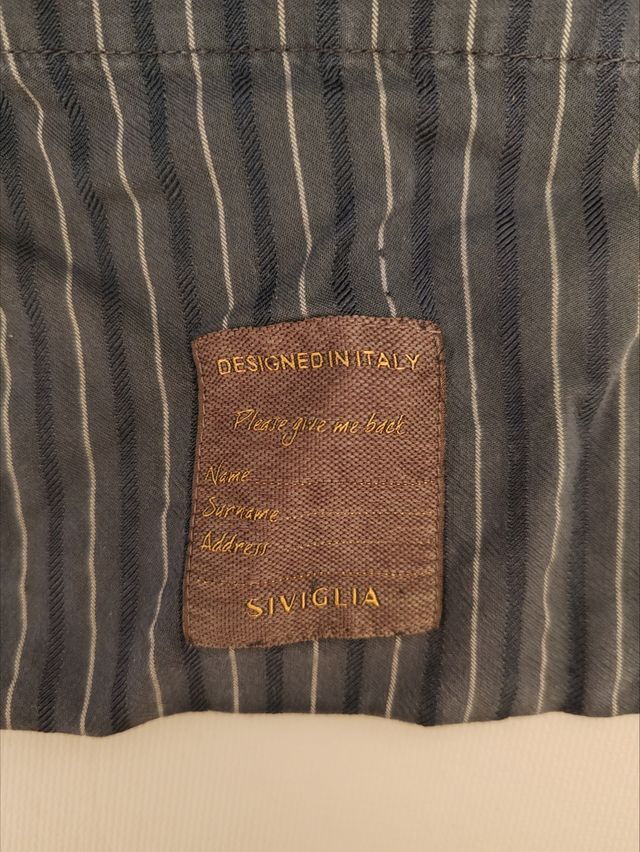 DESIGNED IN ITALY
Please give me back
Name
Surname
Address
SIVIGLIA